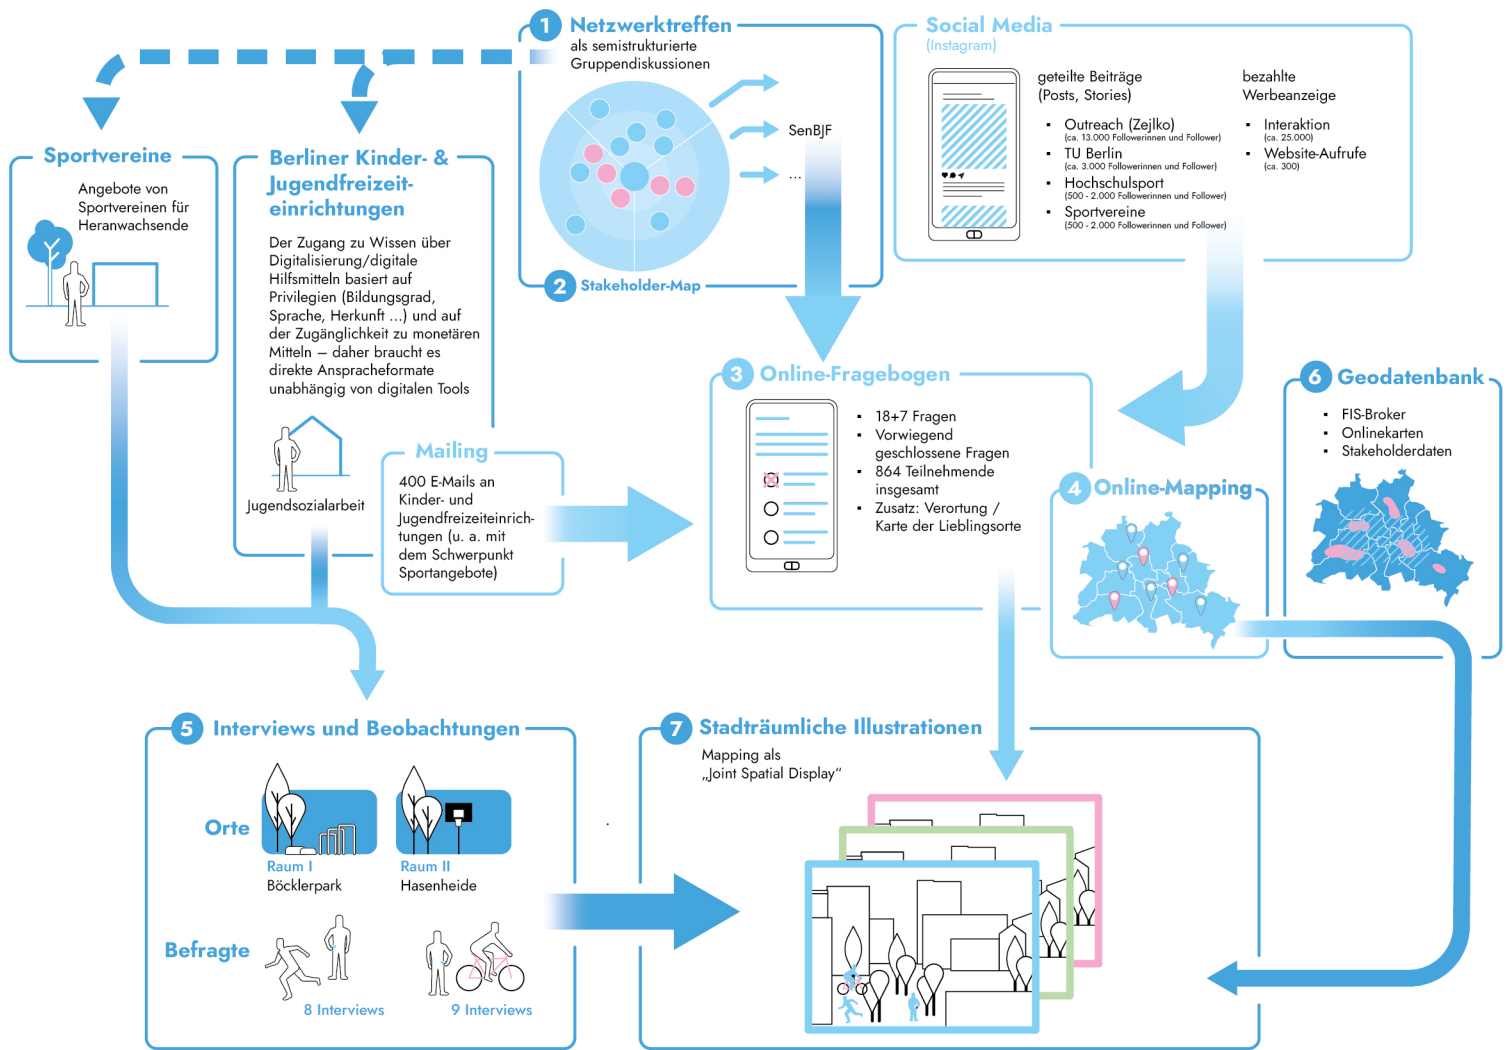 1 Netzwerktreffen
als semistrukturierte
Gruppendiskussionen
SenBJF
...
2 Stakeholder-Map
Social Media
(Instagram)
geteilte Beiträge
(Posts, Stories)
▪ Outreach (Zejlko)
(ca. 13.000 Followerinnen und Follower)
▪ TU Berlin
(ca. 3.000 Followerinnen und Follower)
▪ Hochschulsport
(500 - 2.000 Followerinnen und Follower)
▪ Sportvereine
(500 - 2.000 Followerinnen und Follower)
bezahlte
Werbeanzeige
▪ Interaktion
(ca. 25.000)
▪ Website-Aufrufe
(ca. 300)
Sportvereine
Angebote von
Sportvereinen für
Heranwachsende
Berliner Kinder- &
Jugendfreizeit-
einrichtungen
Der Zugang zu Wissen über
Digitalisierung/digitale
Hilfsmitteln basiert auf
Privilegien (Bildungsgrad,
Sprache, Herkunft ...) und auf
der Zugänglichkeit zu monetären
Mitteln – daher braucht es
direkte Anspracheformate
unabhängig von digitalen Tools
Jugendsozialarbeit
Mailing
400 E-Mails an
Kinder- und
Jugendfreizeiteinrich-
tungen (u. a. mit
dem Schwerpunkt
Sportangebote)
3 Online-Fragebogen
▪ 18+7 Fragen
▪ Vorwiegend
geschlossene Fragen
▪ 864 Teilnehmende
insgesamt
▪ Zusatz: Verortung /
Karte der Lieblingsorte
4 Online-Mapping
6 Geodatenbank
▪ FIS-Broker
▪ Onlinekarten
▪ Stakeholderdaten
5 Interviews und Beobachtungen
Orte
Raum I
Böcklerpark
Raum II
Hasenheide
Befragte
8 Interviews
9 Interviews
7 Stadträumliche Illustrationen
Mapping als
„Joint Spatial Display“